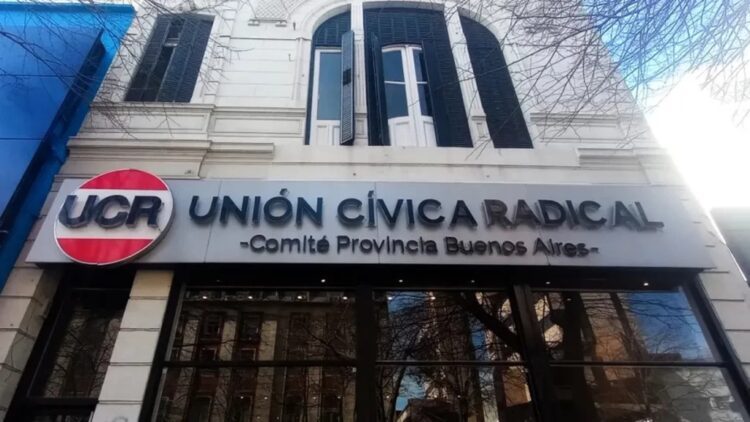 UCR
UNIÓN CÍVICA RADICAL
-Comité Provincia Buenos Aires-